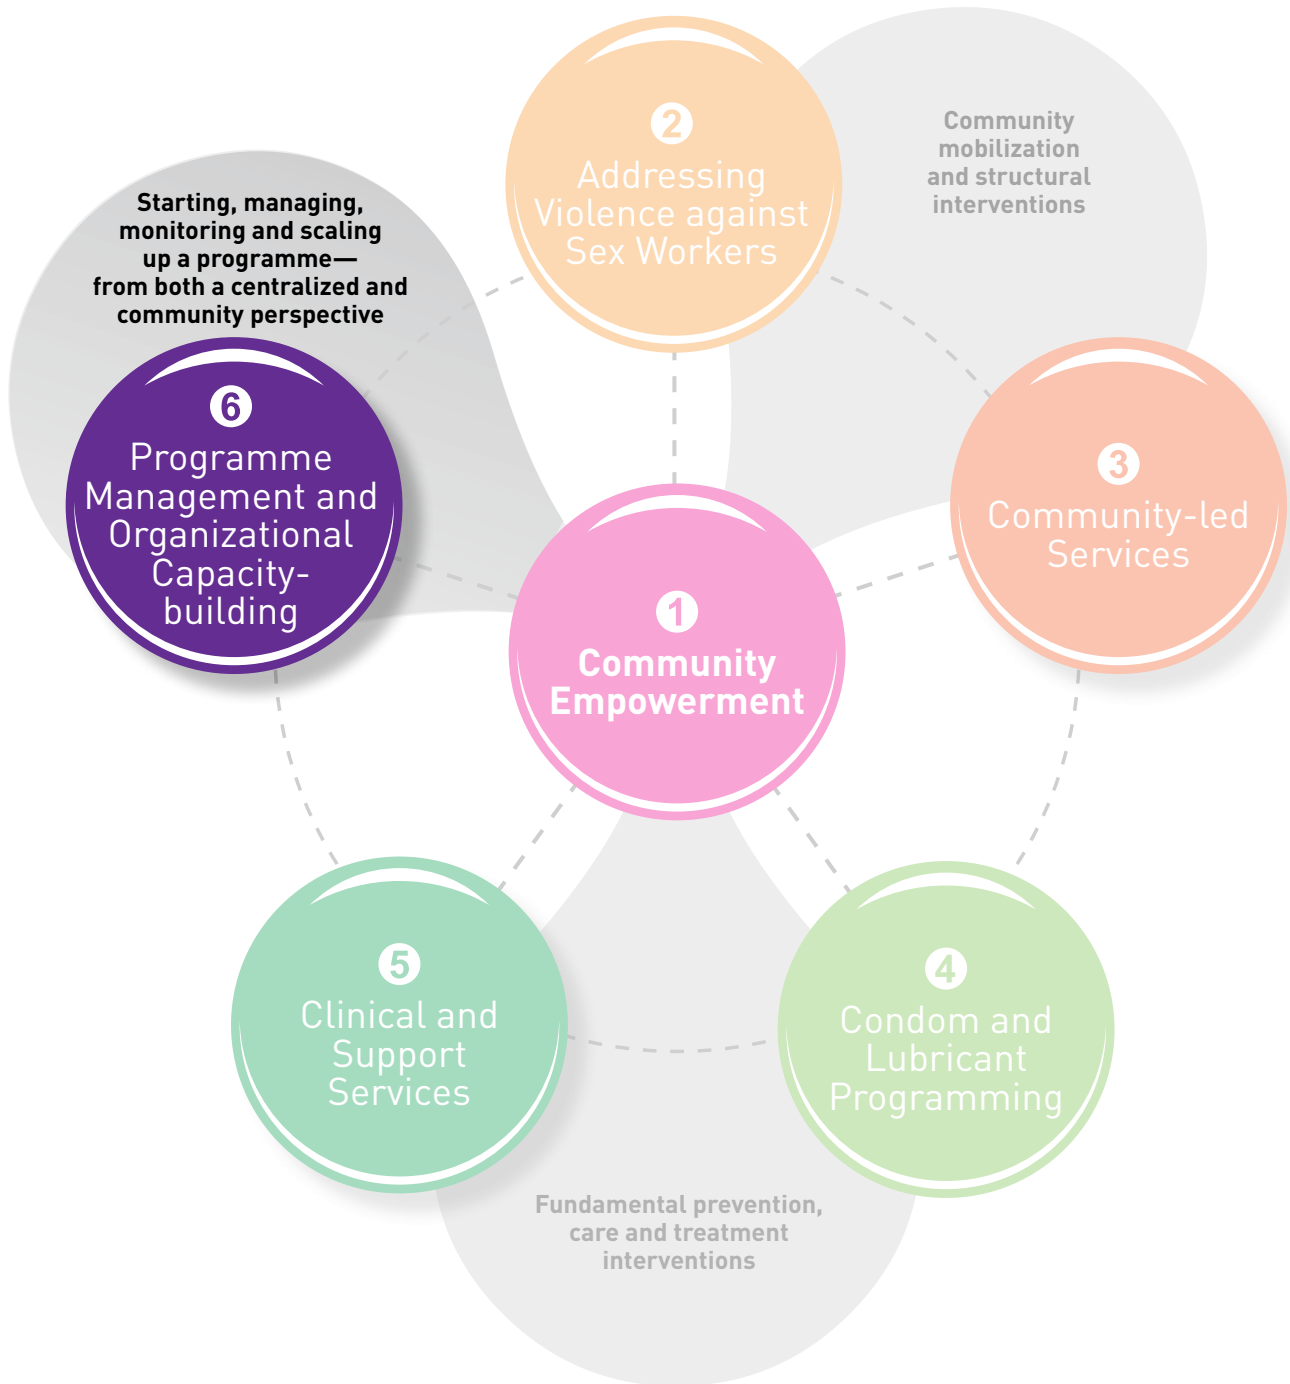 2
Addressing
Violence against
Sex Workers
Community
mobilization
and structural
interventions
Starting, managing,
monitoring and scaling
up a programme—
from both a centralized and
community perspective
6
Programme
Management and
Organizational
Capacity-
building
3
Community-led
Services
1
Community
Empowerment
5
Clinical and
Support
Services
4
Condom and
Lubricant
Programming
Fundamental prevention,
care and treatment
interventions